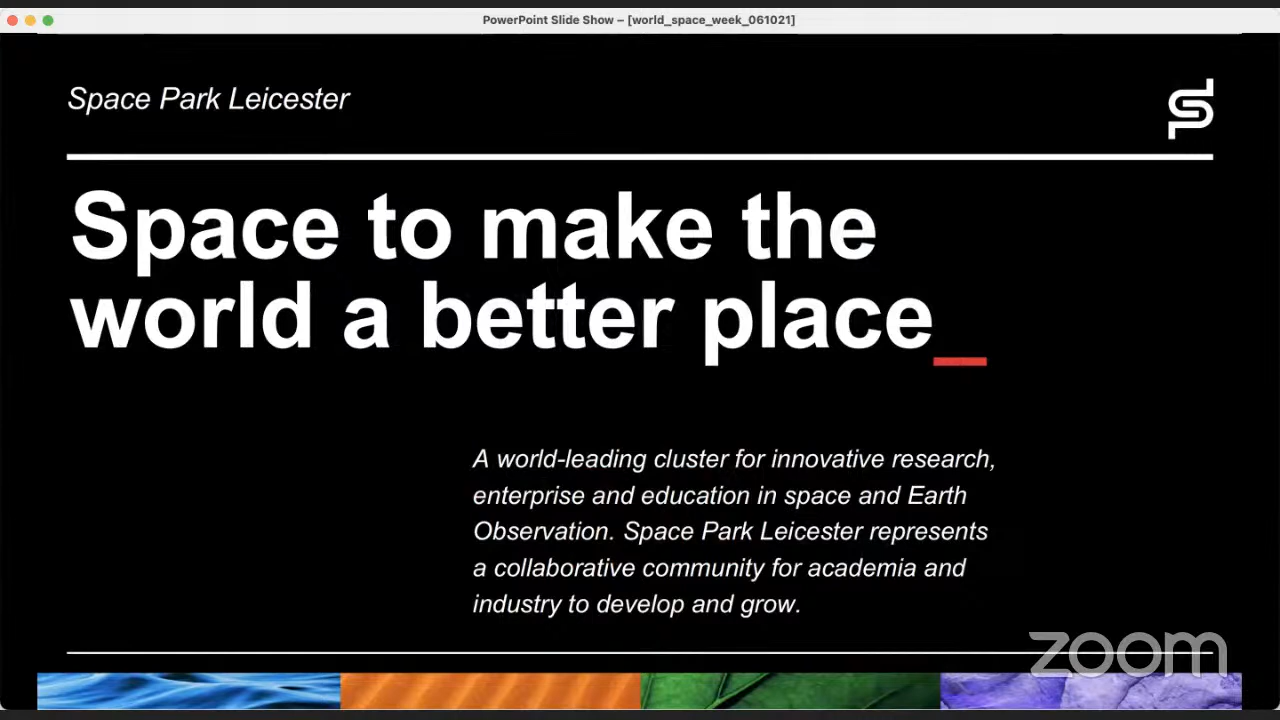 PowerPoint Slide Show – [world_space_week_061021]
Space Park Leicester
Space to make the
world a better place_
A world-leading cluster for innovative research,
enterprise and education in space and Earth
Observation. Space Park Leicester represents
a collaborative community for academia and
industry to develop and grow.
zoom